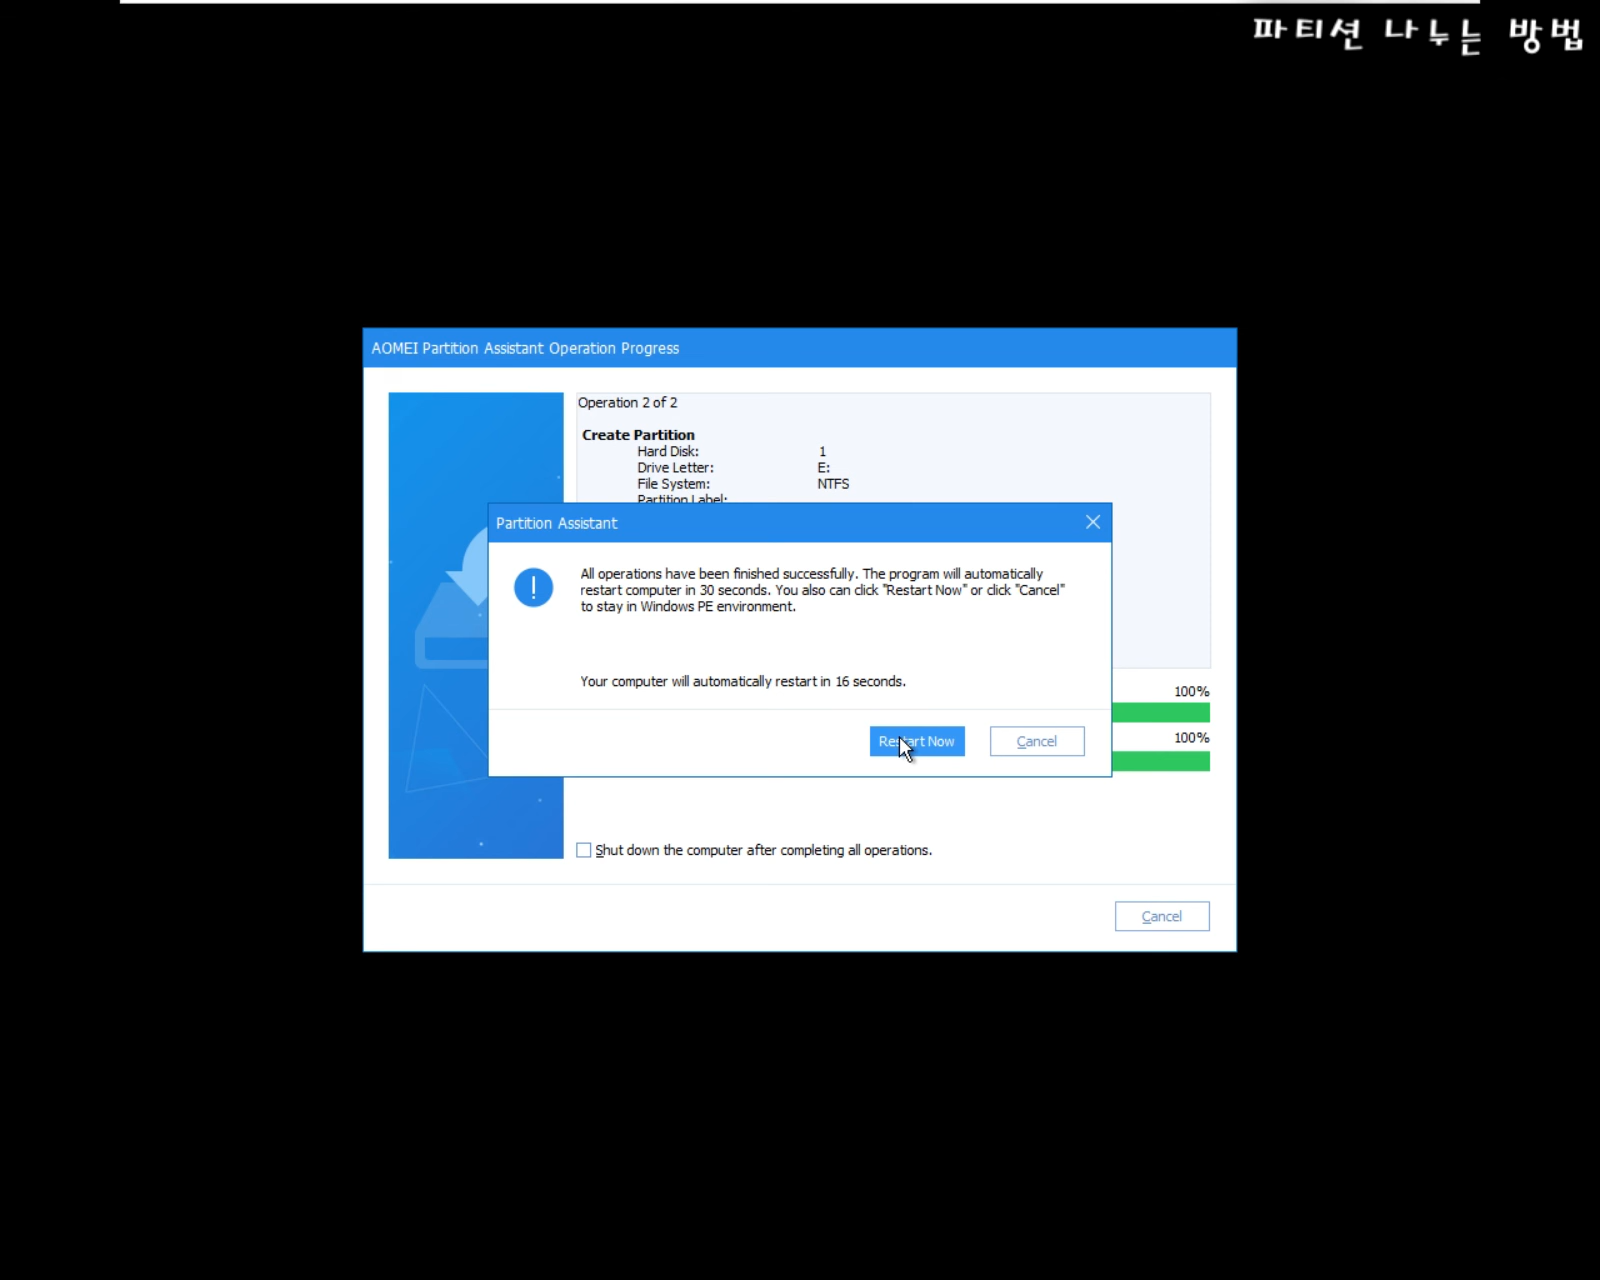 파티션 나누는 방법
AOMEI Partition Assistant Operation Progress
Operation 2 of 2
Create Partition
Hard Disk: 1
Drive Letter: E:
File System: NTFS
Partition Label:
Partition Assistant
All operations have been finished successfully. The program will automatically
restart computer in 30 seconds. You also can click "Restart Now" or click "Cancel"
to stay in Windows PE environment.
Your computer will automatically restart in 16 seconds.
100%
Restart Now Cancel
100%
Shut down the computer after completing all operations.
Cancel